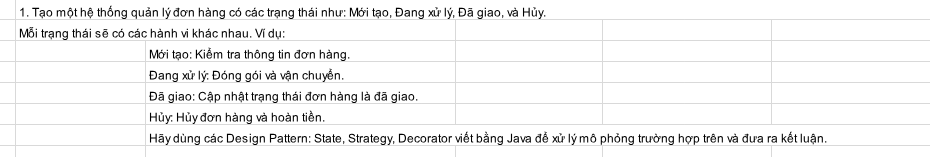 1. Tạo một hệ thống quản lý đơn hàng có các trạng thái như: Mới tạo, Đang xử lý, Đã giao, và Hủy.
Mỗi trạng thái sẽ có các hành vi khác nhau. Ví dụ:
Mới tạo: Kiểm tra thông tin đơn hàng.
Đang xử lý: Đóng gói và vận chuyển.
Đã giao: Cập nhật trạng thái đơn hàng là đã giao.
Hủy: Hủy đơn hàng và hoàn tiền.
Hãy dùng các Design Pattern: State, Strategy, Decorator viết bằng Java để xử lý mô phỏng trường hợp trên và đưa ra kết luận.